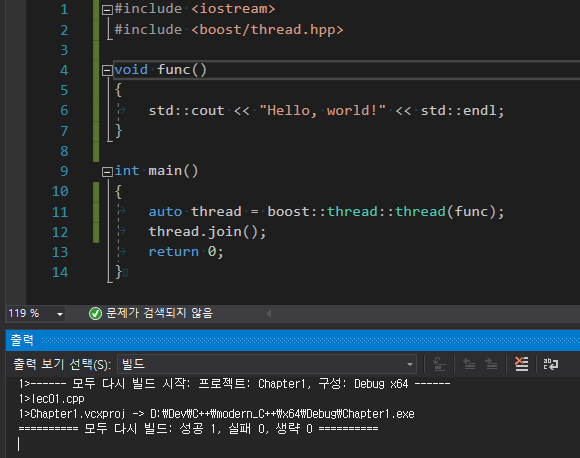 1 #include <iostream>
2 #include <boost/thread.hpp>
3
4 void func()
5 {
6     std::cout << "Hello, world!" << std::endl;
7 }
8
9 int main()
10 {
11     auto thread = boost::thread::thread(func);
12     thread.join();
13     return 0;
14 }
119 % 문제가 검색되지 않음
출력
출력 보기 선택(S): 빌드
1>------ 모두 다시 빌드 시작: 프로젝트: Chapter1, 구성: Debug x64 ------
1>lec01.cpp
1>Chapter1.vcxproj -> D:₩Dev₩C++₩modern_C++₩x64₩Debug₩Chapter1.exe
========== 모두 다시 빌드: 성공 1, 실패 0, 생략 0 ==========